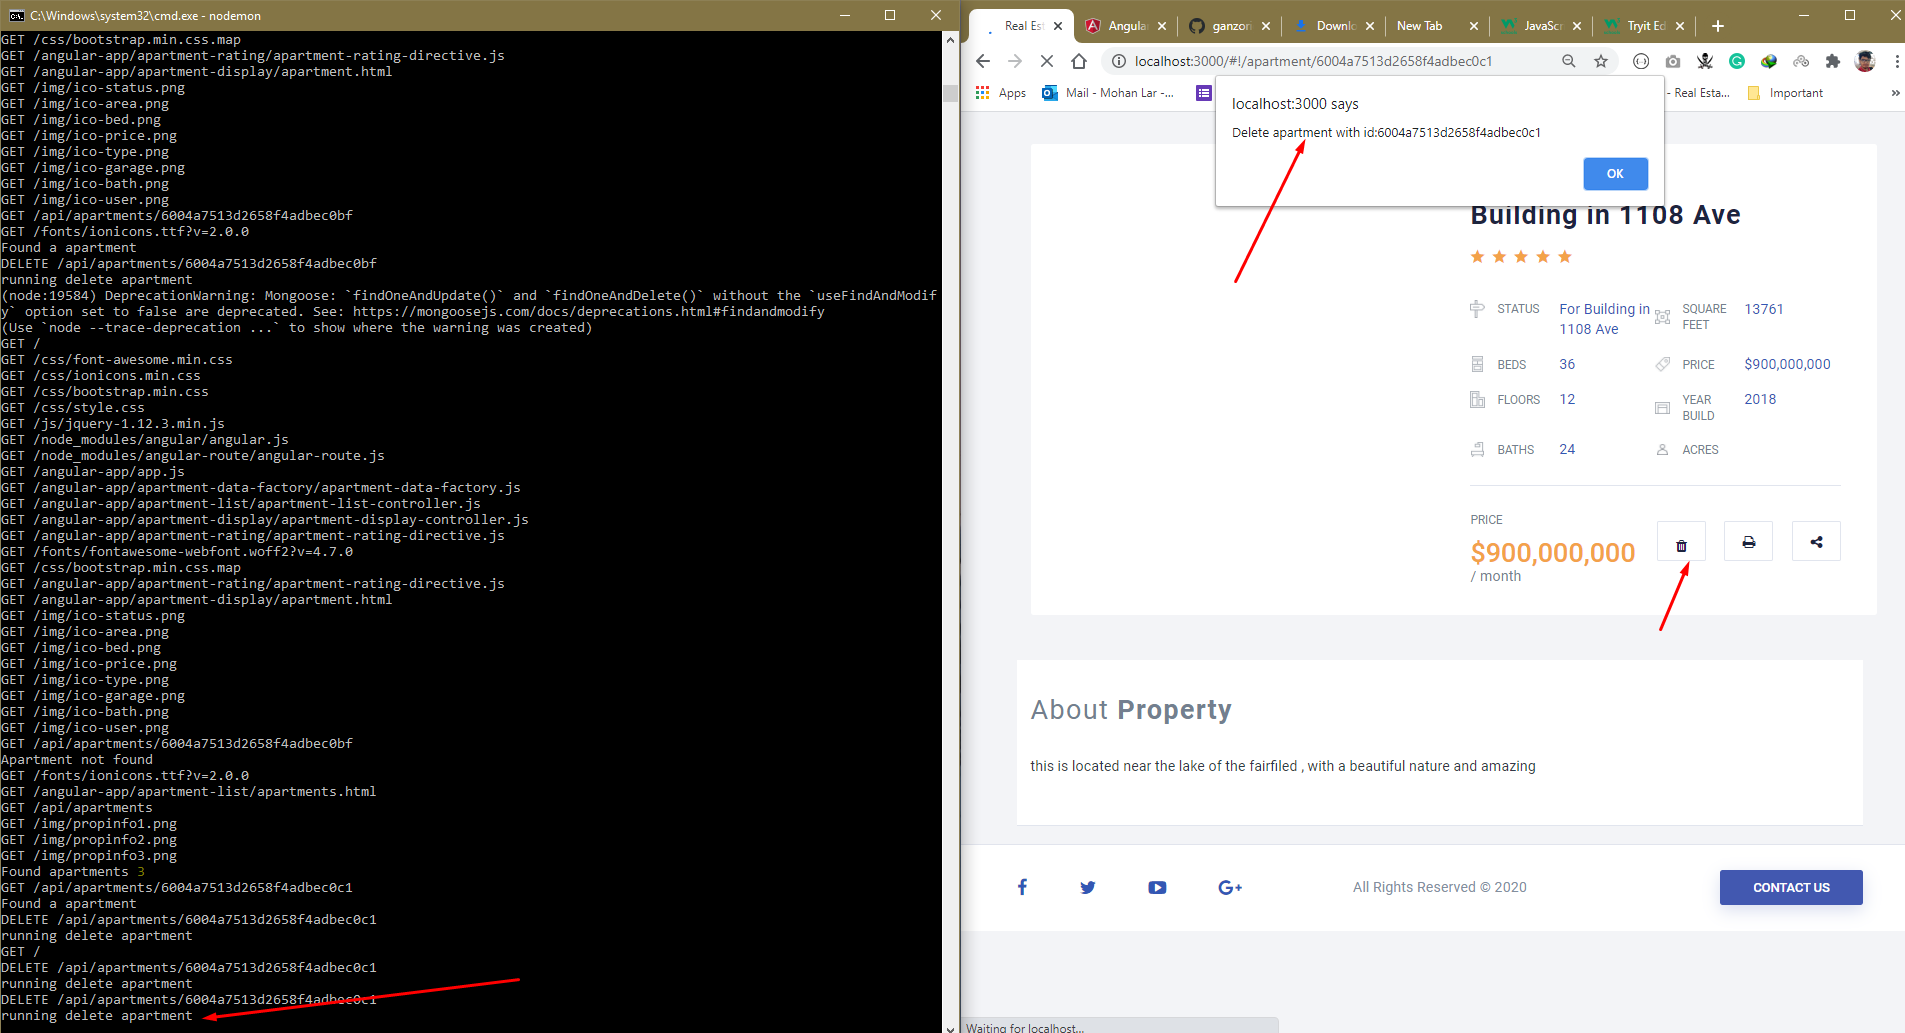 C:\Windows\system32\cmd.exe - nodemon
GET /css/bootstrap.min.css.map
GET /angular-app/apartment-rating/apartment-rating-directive.js
GET /angular-app/apartment-display/apartment.html
GET /img/ico-status.png
GET /img/ico-area.png
GET /img/ico-bed.png
GET /img/ico-price.png
GET /img/ico-type.png
GET /img/ico-garage.png
GET /img/ico-bath.png
GET /img/ico-user.png
GET /api/apartments/6004a7513d2658f4adbec0bf
GET /fonts/ionicons.ttf?v=2.0.0
Found a apartment
DELETE /api/apartments/6004a7513d2658f4adbec0bf
running delete apartment
(node:19584) DeprecationWarning: Mongoose: `findOneAndUpdate()` and `findOneAndDelete()` without the `useFindAndModif
y` option set to false are deprecated. See: https://mongoosejs.com/docs/deprecations.html#findandmodify
(Use `node --trace-deprecation ...` to show where the warning was created)
GET /
GET /css/font-awesome.min.css
GET /css/ionicons.min.css
GET /css/bootstrap.min.css
GET /css/style.css
GET /js/jquery-1.12.3.min.js
GET /node_modules/angular/angular.js
GET /node_modules/angular-route/angular-route.js
GET /angular-app/app.js
GET /angular-app/apartment-data-factory/apartment-data-factory.js
GET /angular-app/apartment-list/apartment-list-controller.js
GET /angular-app/apartment-display/apartment-display-controller.js
GET /angular-app/apartment-rating/apartment-rating-directive.js
GET /fonts/fontawesome-webfont.woff2?v=4.7.0
GET /css/bootstrap.min.css.map
GET /angular-app/apartment-rating/apartment-rating-directive.js
GET /angular-app/apartment-display/apartment.html
GET /img/ico-status.png
GET /img/ico-area.png
GET /img/ico-bed.png
GET /img/ico-price.png
GET /img/ico-type.png
GET /img/ico-garage.png
GET /img/ico-bath.png
GET /img/ico-user.png
GET /api/apartments/6004a7513d2658f4adbec0bf
Apartment not found
GET /fonts/ionicons.ttf?v=2.0.0
GET /angular-app/apartment-list/apartments.html
GET /api/apartments
GET /img/propinfo1.png
GET /img/propinfo2.png
GET /img/propinfo3.png
Found apartments 3
GET /api/apartments/6004a7513d2658f4adbec0c1
Found a apartment
DELETE /api/apartments/6004a7513d2658f4adbec0c1
running delete apartment
GET /
DELETE /api/apartments/6004a7513d2658f4adbec0c1
running delete apartment
DELETE /api/apartments/6004a7513d2658f4adbec0c1
running delete apartment
Real Est
Angular
ganzori
Downlo
New Tab
JavaScr
Tryit Ed
localhost:3000/#!/apartment/6004a7513d2658f4adbec0c1
Apps
Mail - Mohan Lar -...
- Real Esta...
Important
localhost:3000 says
Delete apartment with id:6004a7513d2658f4adbec0c1
OK
Building in 1108 Ave
STATUS
For Building in
1108 Ave
SQUARE
FEET
13761
BEDS
36
PRICE
$900,000,000
FLOORS
12
YEAR
BUILD
2018
BATHS
24
ACRES
PRICE
$900,000,000
/ month
About Property
this is located near the lake of the fairfiled , with a beautiful nature and amazing
All Rights Reserved © 2020
CONTACT US
Waiting for localhost...